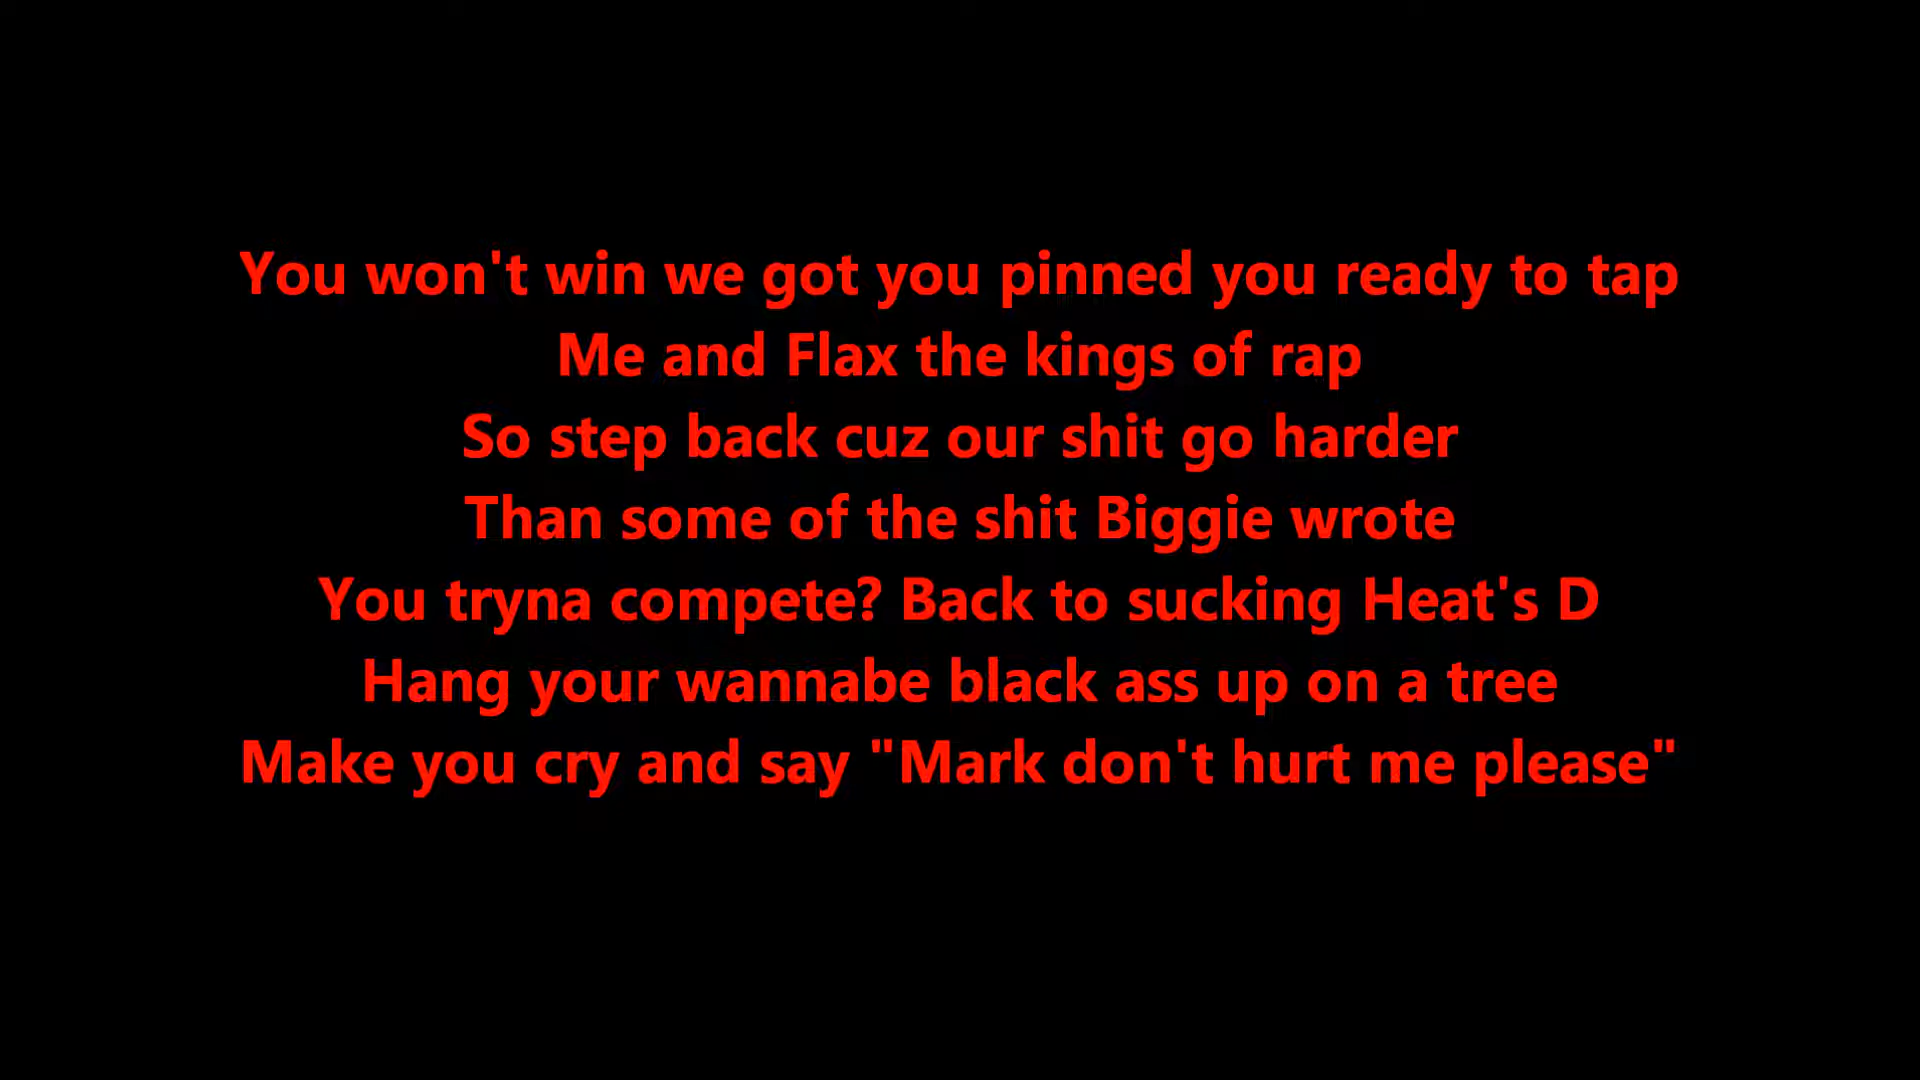 You won't win we got you pinned you ready to tap
Me and Flax the kings of rap
So step back cuz our shit go harder
Than some of the shit Biggie wrote
You tryna compete? Back to sucking Heat's D
Hang your wannabe black ass up on a tree
Make you cry and say "Mark don't hurt me please"